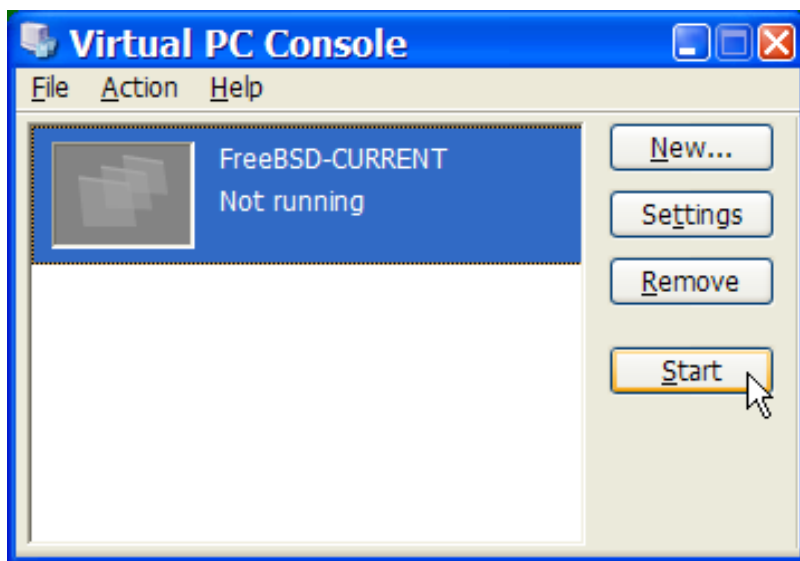 Virtual PC Console
File Action Help
FreeBSD-CURRENT
Not running
New...
Settings
Remove
Start